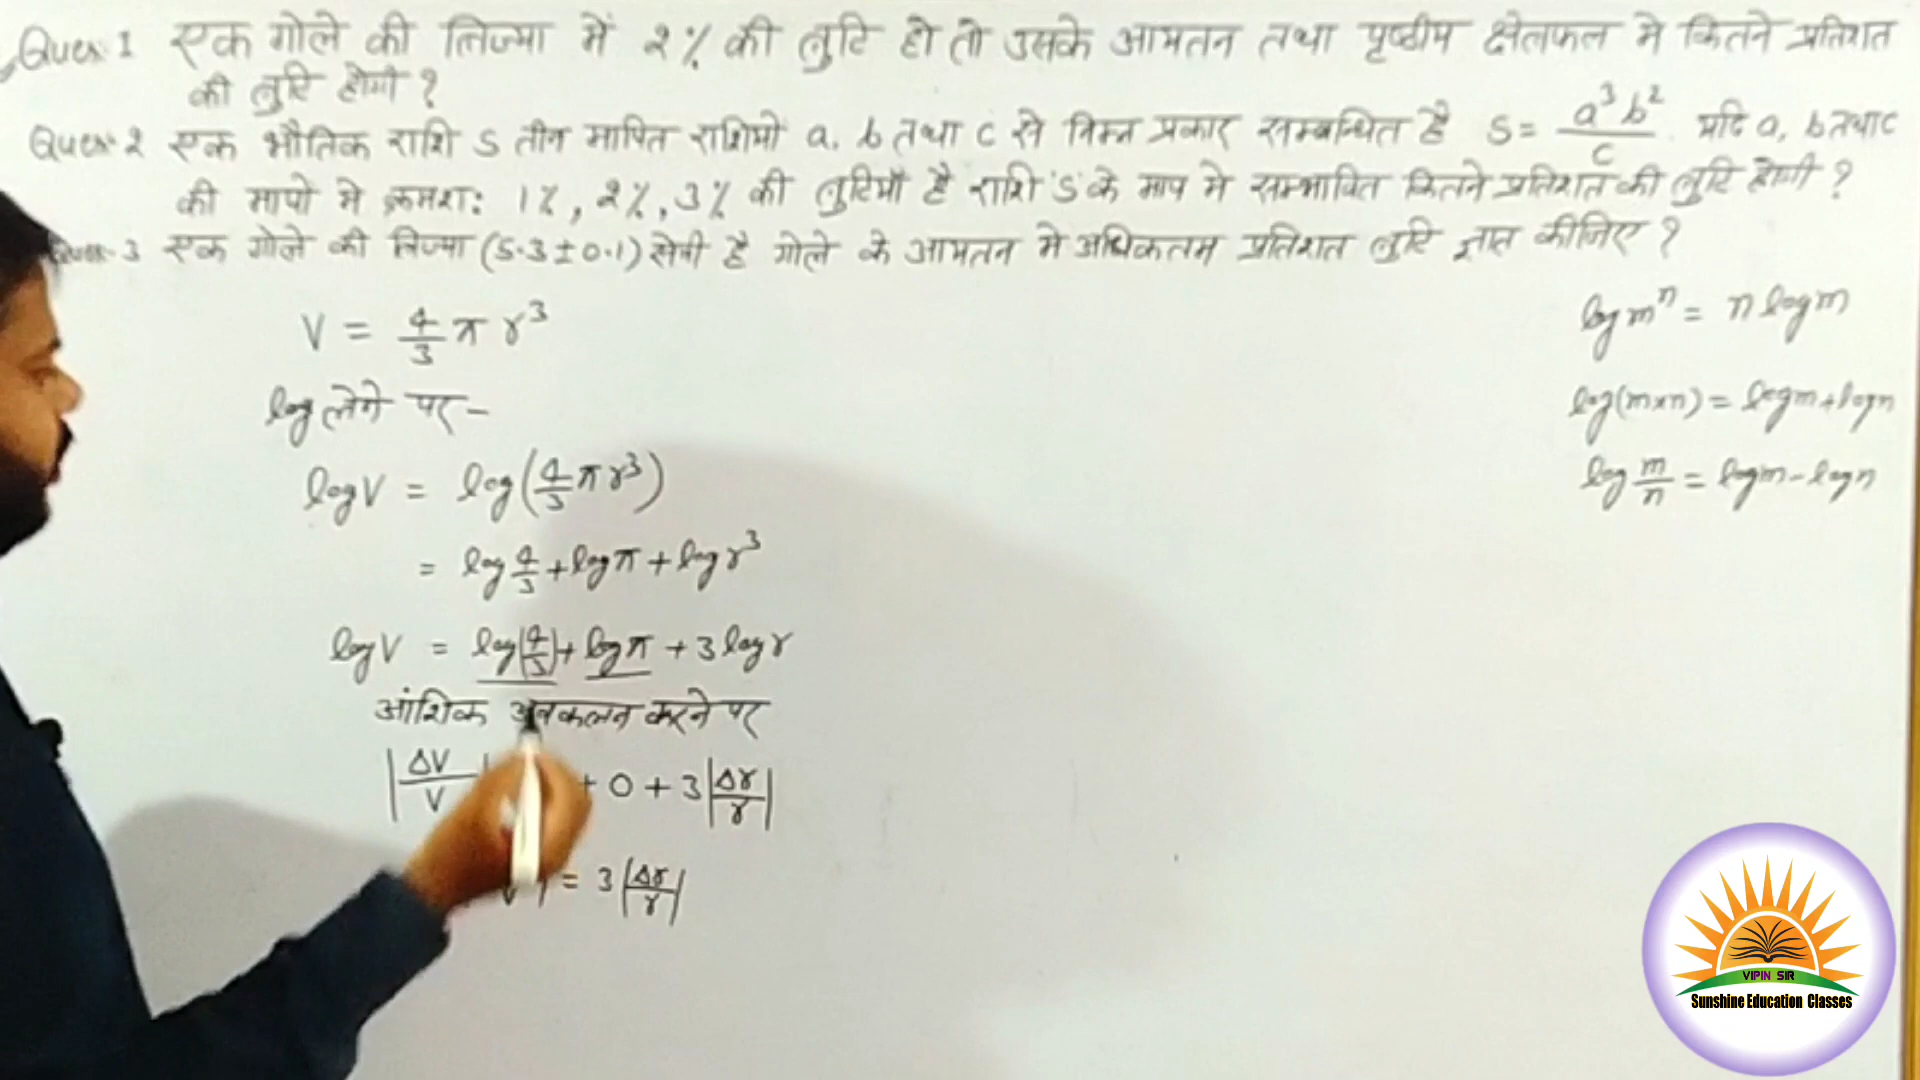 Ques. 1 एक गोले की त्रिज्या में 2% की त्रुटि हो तो उसके आयतन तथा पृष्ठीय क्षेत्रफल मे कितने प्रतिशत
की त्रुटि होगी ?
Ques. 2 एक भौतिक राशि S तीन मापित राशियों a, b तथा c से निम्न प्रकार सम्बन्धित है S = a³b²/c यदि a, b तथा c
की मापों मे क्रमशः 1%, 2%, 3% की त्रुटियाँ है राशि 'S' के माप मे सम्भावित कितने प्रतिशत की त्रुटि होगी ?
Ques. 3 एक गोले की त्रिज्या (5.3±0.1) सेमी है गोले के आयतन मे अधिकतम प्रतिशत त्रुटि ज्ञात कीजिए ?
V = 4/3 π r³
log लेने पर -
log V = log(4/3 π r³)
= log 4/3 + log π + log r³
log V = log(4/3) + log π + 3 log r
आंशिक अवकलन करने पर
|ΔV/V| + 0 + 3|Δr/r|
V| = 3|Δr/r|
log mⁿ = n log m
log(m×n) = log m + log n
log m/n = log m - log n
VIPIN SIR
Sunshine Education Classes